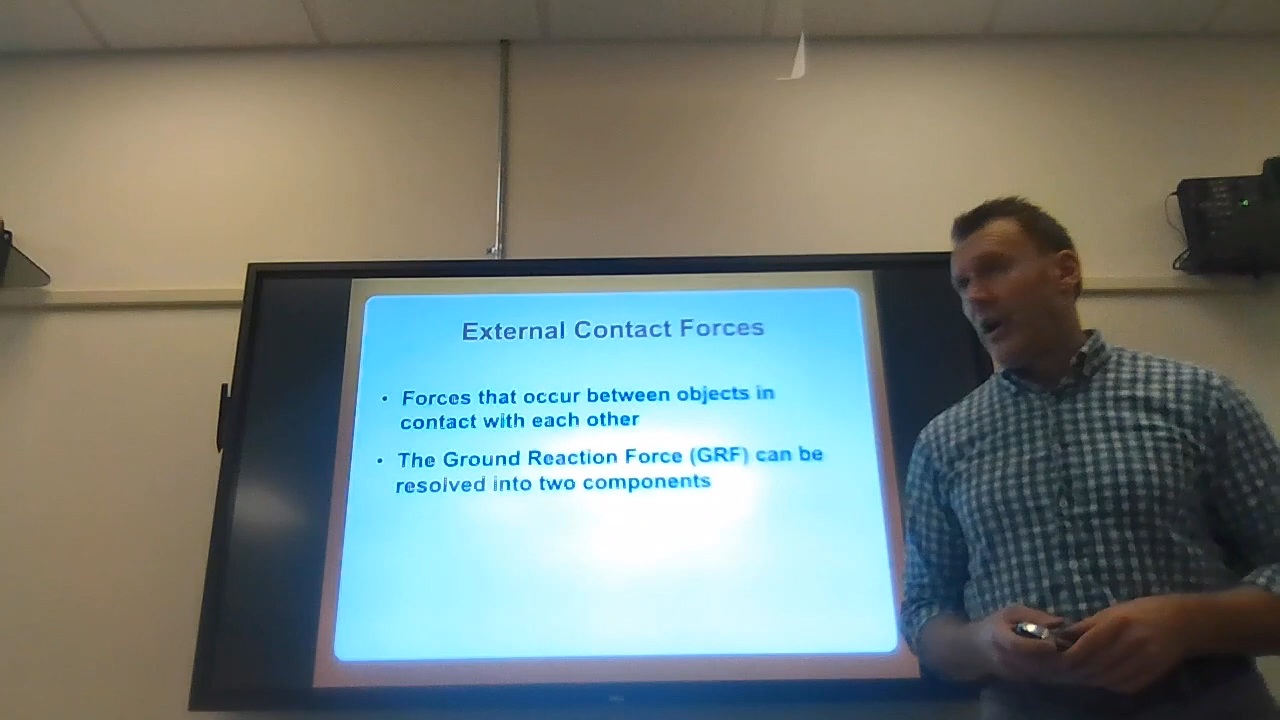 External Contact Forces
• Forces that occur between objects in
contact with each other
• The Ground Reaction Force (GRF) can be
resolved into two components